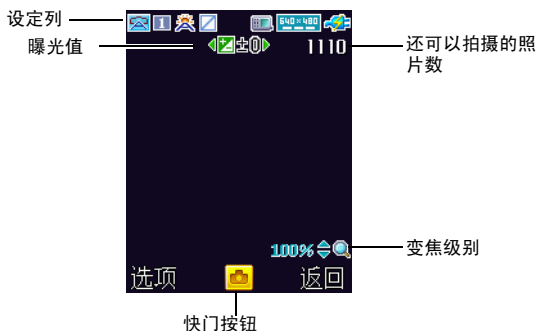 设定列
1
640×480
曝光值
±0
1110
还可以拍摄的照
片数
100%
变焦级别
选项
返回
快门按钮